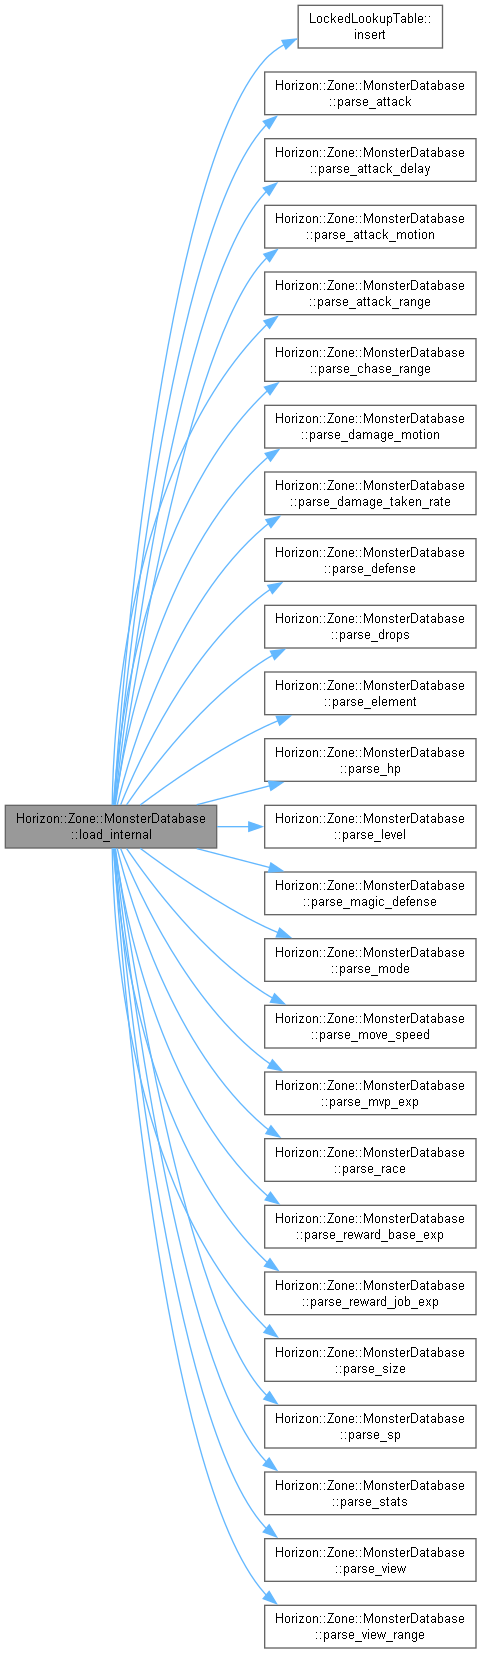 LockedLookupTable::
insert
Horizon::Zone::MonsterDatabase
::parse_attack
Horizon::Zone::MonsterDatabase
::parse_attack_delay
Horizon::Zone::MonsterDatabase
::parse_attack_motion
Horizon::Zone::MonsterDatabase
::parse_attack_range
Horizon::Zone::MonsterDatabase
::parse_chase_range
Horizon::Zone::MonsterDatabase
::parse_damage_motion
Horizon::Zone::MonsterDatabase
::parse_damage_taken_rate
Horizon::Zone::MonsterDatabase
::parse_defense
Horizon::Zone::MonsterDatabase
::parse_drops
Horizon::Zone::MonsterDatabase
::parse_element
Horizon::Zone::MonsterDatabase
::parse_hp
Horizon::Zone::MonsterDatabase
::load_internal
Horizon::Zone::MonsterDatabase
::parse_level
Horizon::Zone::MonsterDatabase
::parse_magic_defense
Horizon::Zone::MonsterDatabase
::parse_mode
Horizon::Zone::MonsterDatabase
::parse_move_speed
Horizon::Zone::MonsterDatabase
::parse_mvp_exp
Horizon::Zone::MonsterDatabase
::parse_race
Horizon::Zone::MonsterDatabase
::parse_reward_base_exp
Horizon::Zone::MonsterDatabase
::parse_reward_job_exp
Horizon::Zone::MonsterDatabase
::parse_size
Horizon::Zone::MonsterDatabase
::parse_sp
Horizon::Zone::MonsterDatabase
::parse_stats
Horizon::Zone::MonsterDatabase
::parse_view
Horizon::Zone::MonsterDatabase
::parse_view_range